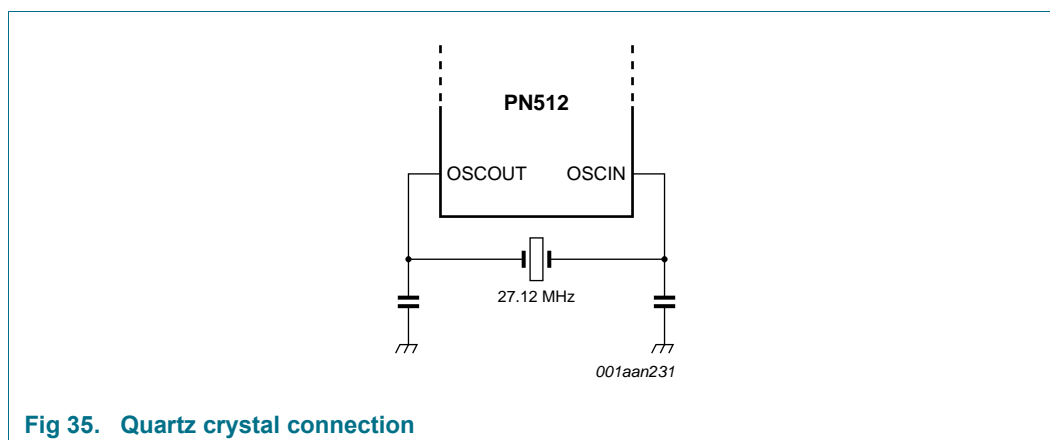 PN512
OSCOUT OSCIN
27.12 MHz
001aan231
Fig 35. Quartz crystal connection